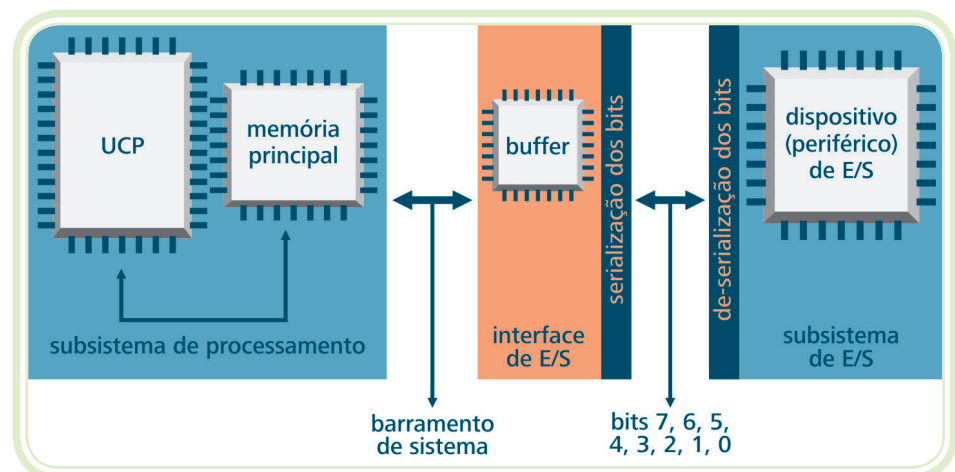 UCP
memória
principal
subsistema de processamento
barramento
de sistema
buffer
interface
de E/S
serialização dos bits
bits 7, 6, 5,
4, 3, 2, 1, 0
de-serialização dos bits
dispositivo
(periférico)
de E/S
subsistema
de E/S